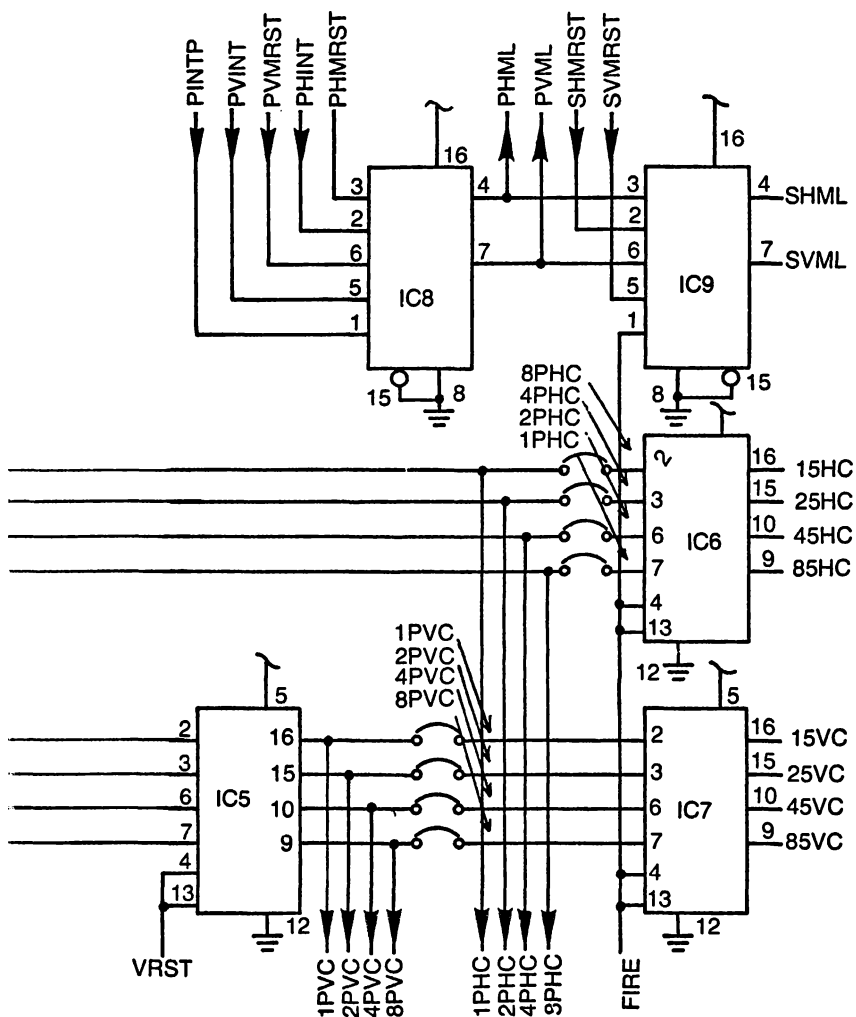 PINTP
PVINT
PVMRST
PHINT
PHMRST
PHML
PVML
SHMRST
SVMRST
16
16
3 4 3 4 SHML
2 2
6 7 6 7 SVML
5 IC8 5 IC9
1 1
15 8 8 15
8PHC
4PHC
2PHC
1PHC
2 16 15HC
3 15 25HC
6 IC6 10 45HC
7 9 85HC
4
13
12
1PVC
2PVC
4PVC
8PVC
5 5
2 16 2 16 15VC
3 15 3 15 25VC
6 IC5 10 6 IC7 10 45VC
7 9 7 9 85VC
4 4
13 13
12 12
VRST
1PVC
2PVC
4PVC
8PVC
1PHC
2PHC
4PHC
3PHC
FIRE